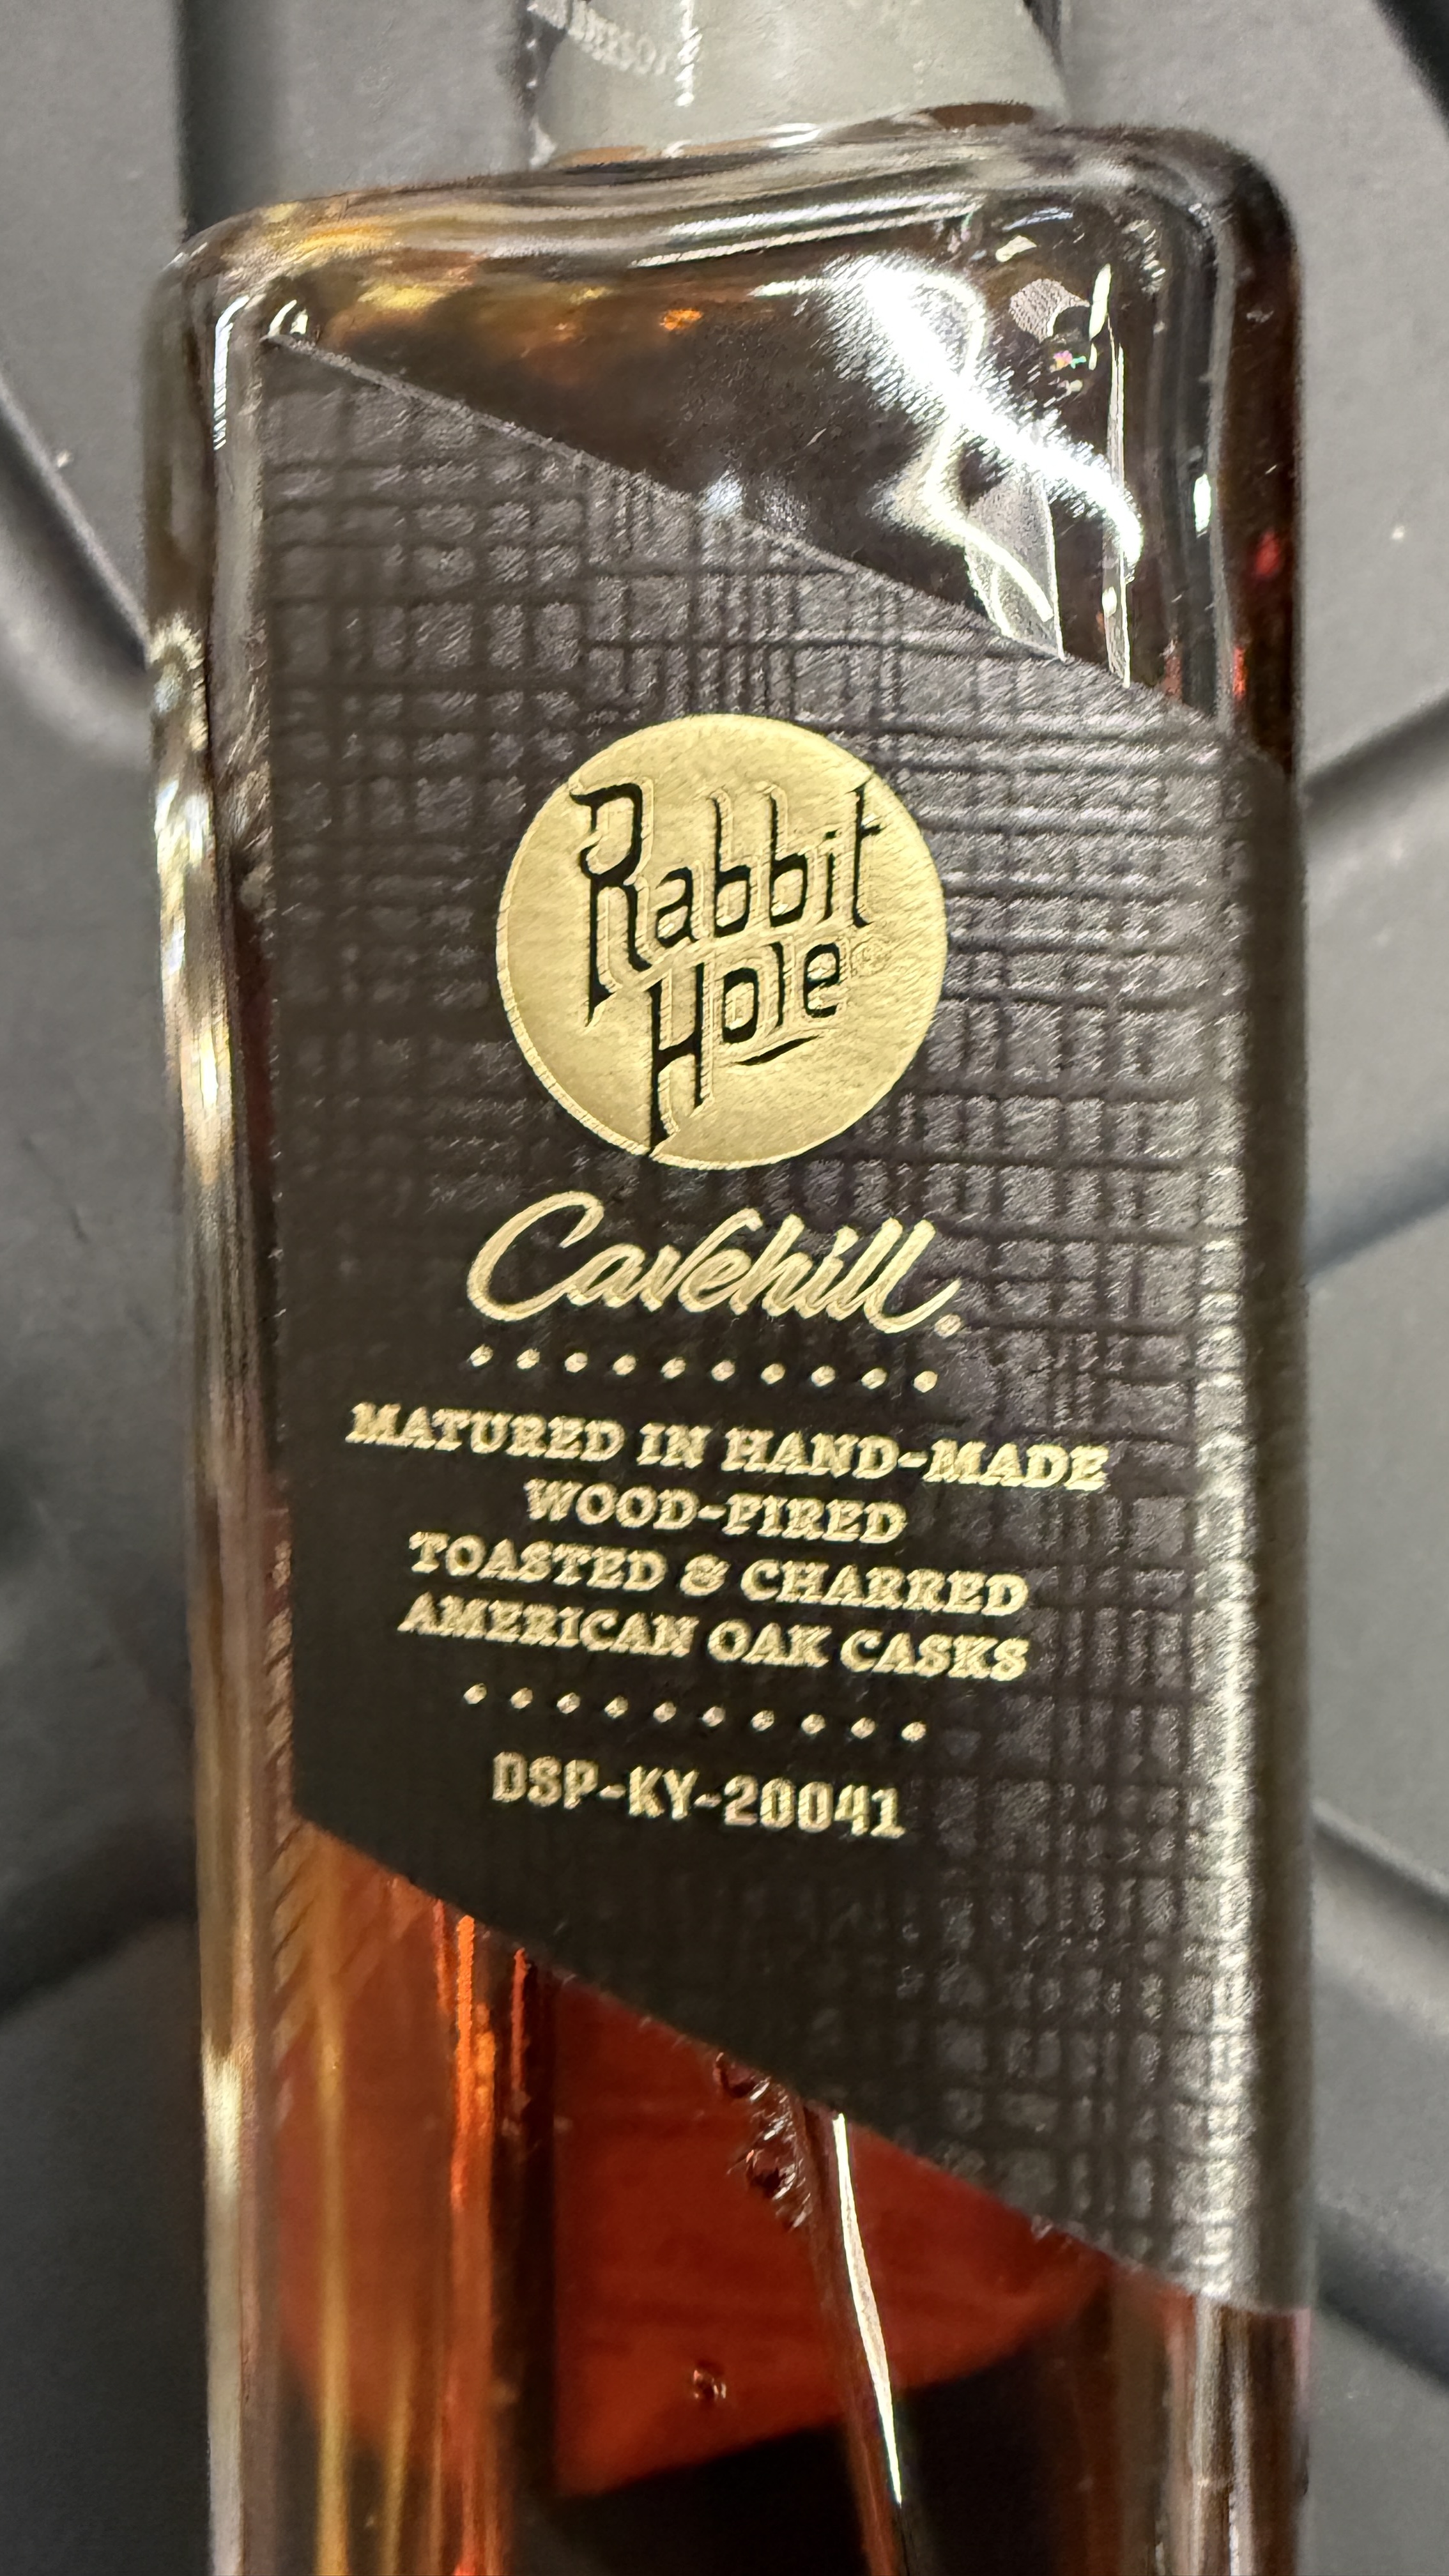 Rabbit
Hole
Cavehill.
MATURED IN HAND-MADE
WOOD-FIRED
TOASTED & CHARRED
AMERICAN OAK CASKS
DSP-KY-20041